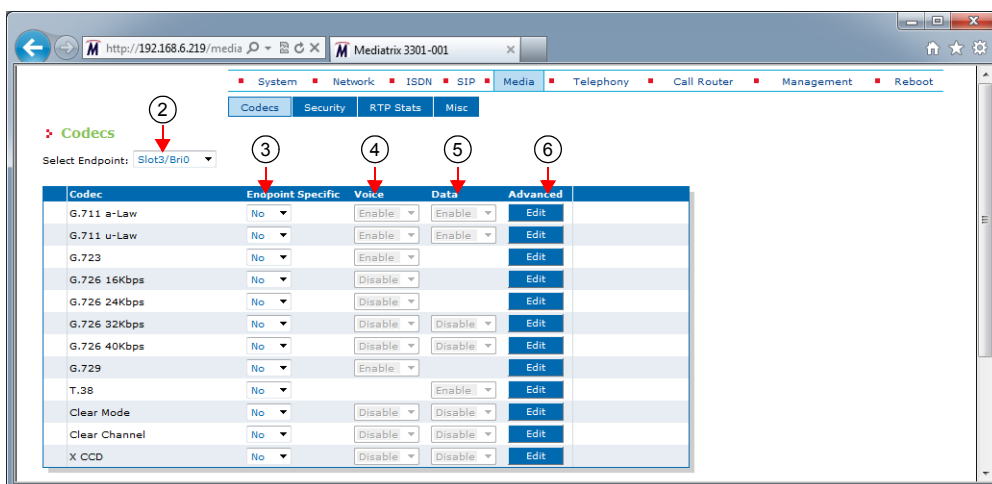 http://192.168.6.219/media
Mediatrix 3301-001
System Network ISDN SIP Media Telephony Call Router Management Reboot
Codecs Security RTP Stats Misc
2
Codecs
Select Endpoint: Slot3/Bri0
3 4 5 6
Codec Endpoint Specific Voice Data Advanced
G.711 a-Law No Enable Enable Edit
G.711 u-Law No Enable Enable Edit
G.723 No Enable Edit
G.726 16Kbps No Disable Edit
G.726 24Kbps No Disable Edit
G.726 32Kbps No Disable Disable Edit
G.726 40Kbps No Disable Disable Edit
G.729 No Enable Edit
T.38 No Enable Edit
Clear Mode No Disable Disable Edit
Clear Channel No Disable Disable Edit
X CCD No Disable Disable Edit